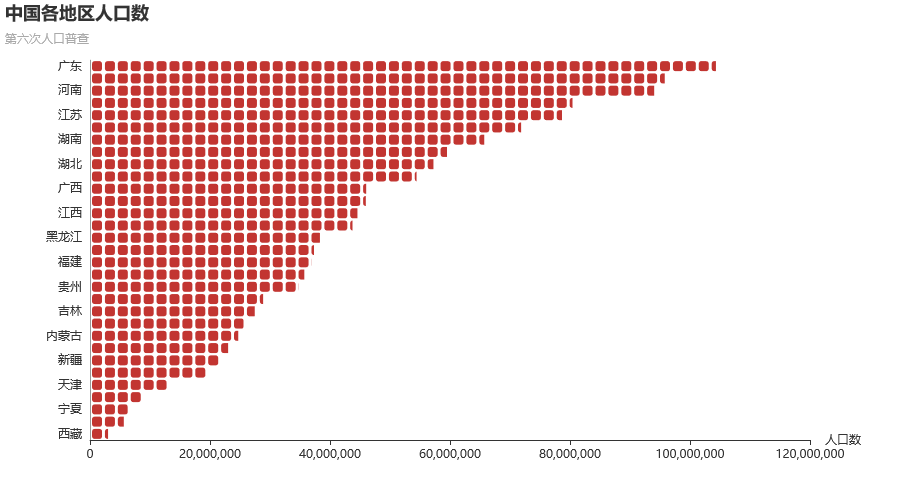 中国各地区人口数
第六次人口普查
广东
河南
江苏
湖南
湖北
广西
江西
黑龙江
福建
贵州
吉林
内蒙古
新疆
天津
宁夏
西藏
人口数
0 20,000,000 40,000,000 60,000,000 80,000,000 100,000,000 120,000,000